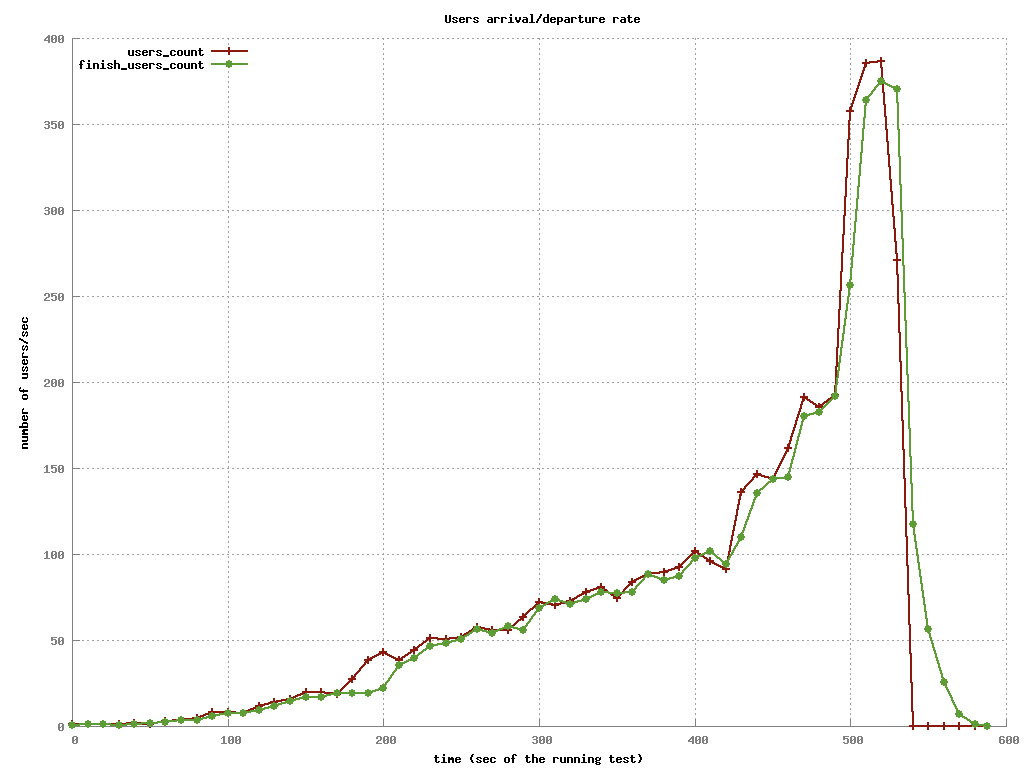 Users arrival/departure rate
users_count
finish_users_count
400
350
300
250
200
150
100
50
0
number of users/sec
0 100 200 300 400 500 600
time (sec of the running test)